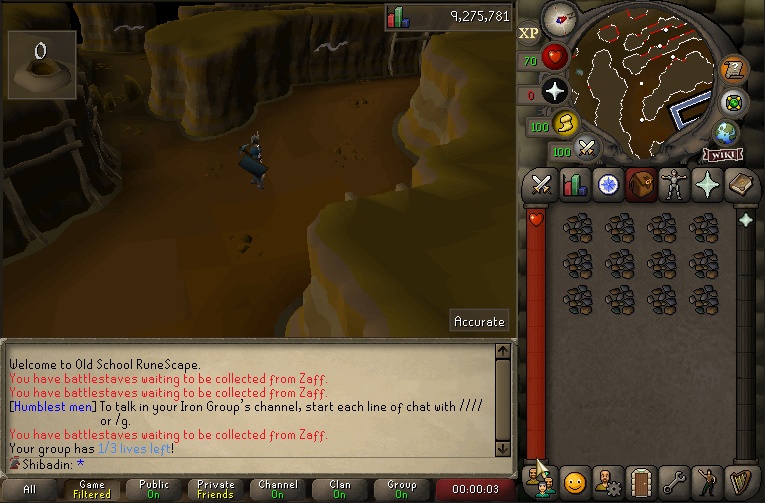 0
9,275,781
XP
70
0
100
100
WIKI
Accurate
Welcome to Old School RuneScape.
You have battlestaves waiting to be collected from Zaff.
You have battlestaves waiting to be collected from Zaff.
[Humblest men] To talk in your Iron Group's channel, start each line of chat with ////
or /g.
You have battlestaves waiting to be collected from Zaff.
Your group has 1/3 lives left!
Shibadin: *
All
Game
Filtered
Public
On
Private
Friends
Channel
On
Clan
On
Group
On
00:00:03